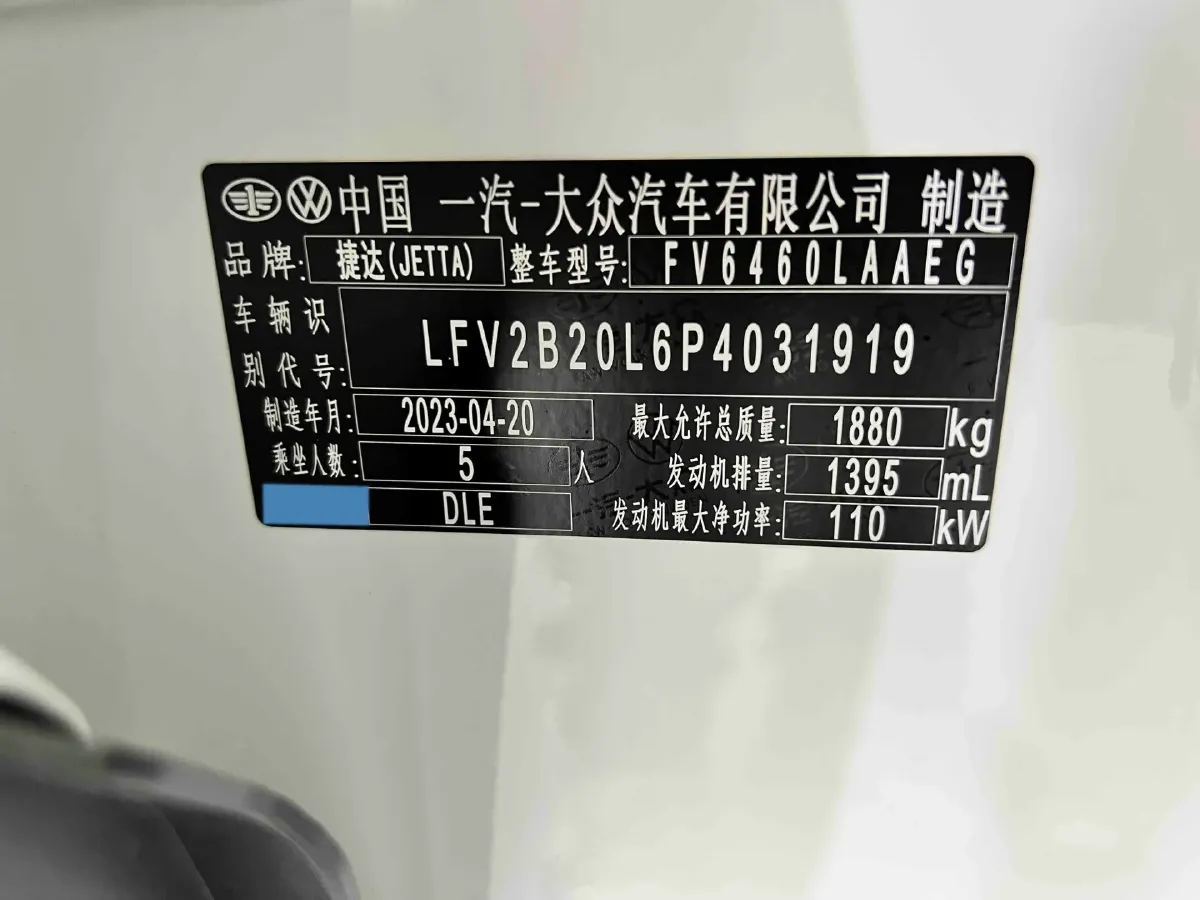 中国 一汽-大众汽车有限公司 制造
品牌: 捷达(JETTA) 整车型号: FV6460LAAEG
车辆识别代号: LFV2B20L6P4031919
制造年月: 2023-04-20 最大允许总质量: 1880 kg
乘坐人数: 5 人 发动机排量: 1395 mL
DLE 发动机最大净功率: 110 kW